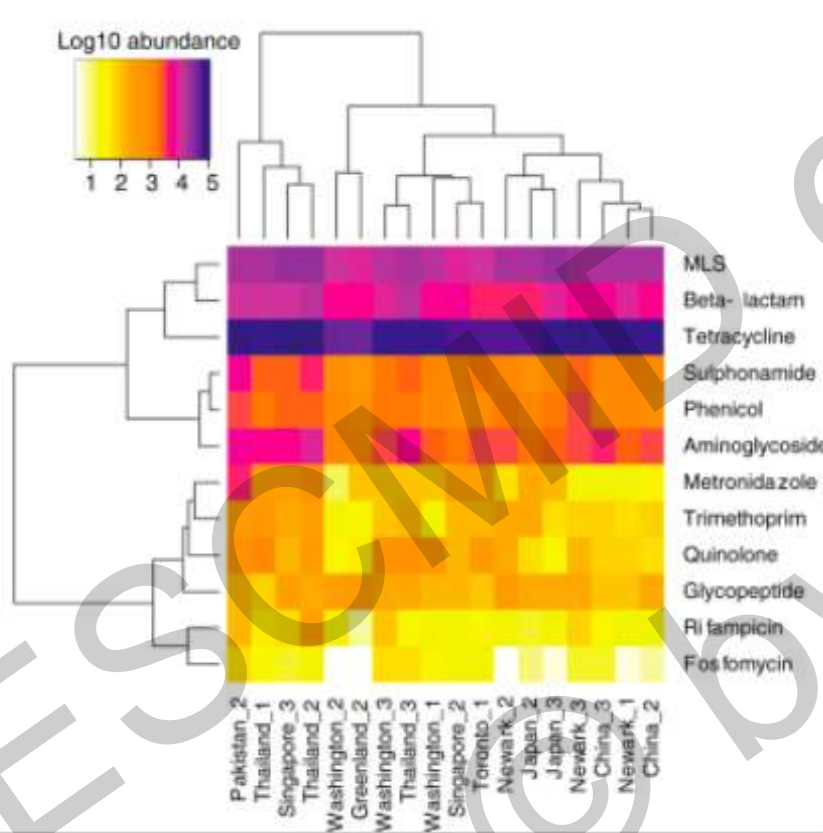 Log10 abundance
1 2 3 4 5
MLS
Beta- lactam
Tetracycline
Sulphonamide
Phenicol
Aminoglycoside
Metronidazole
Trimethoprim
Quinolone
Glycopeptide
Rifampicin
Fosfomycin
Pakistan_2
Thailand_1
Singapore_3
Thailand_2
Washington_2
Greenland_2
Washington_3
Thailand_3
Washington_1
Singapore_2
Toronto_1
Newark_2
Japan_2
Japan_3
Newark_3
China_3
Newark_1
China_2
ESCMID
© by